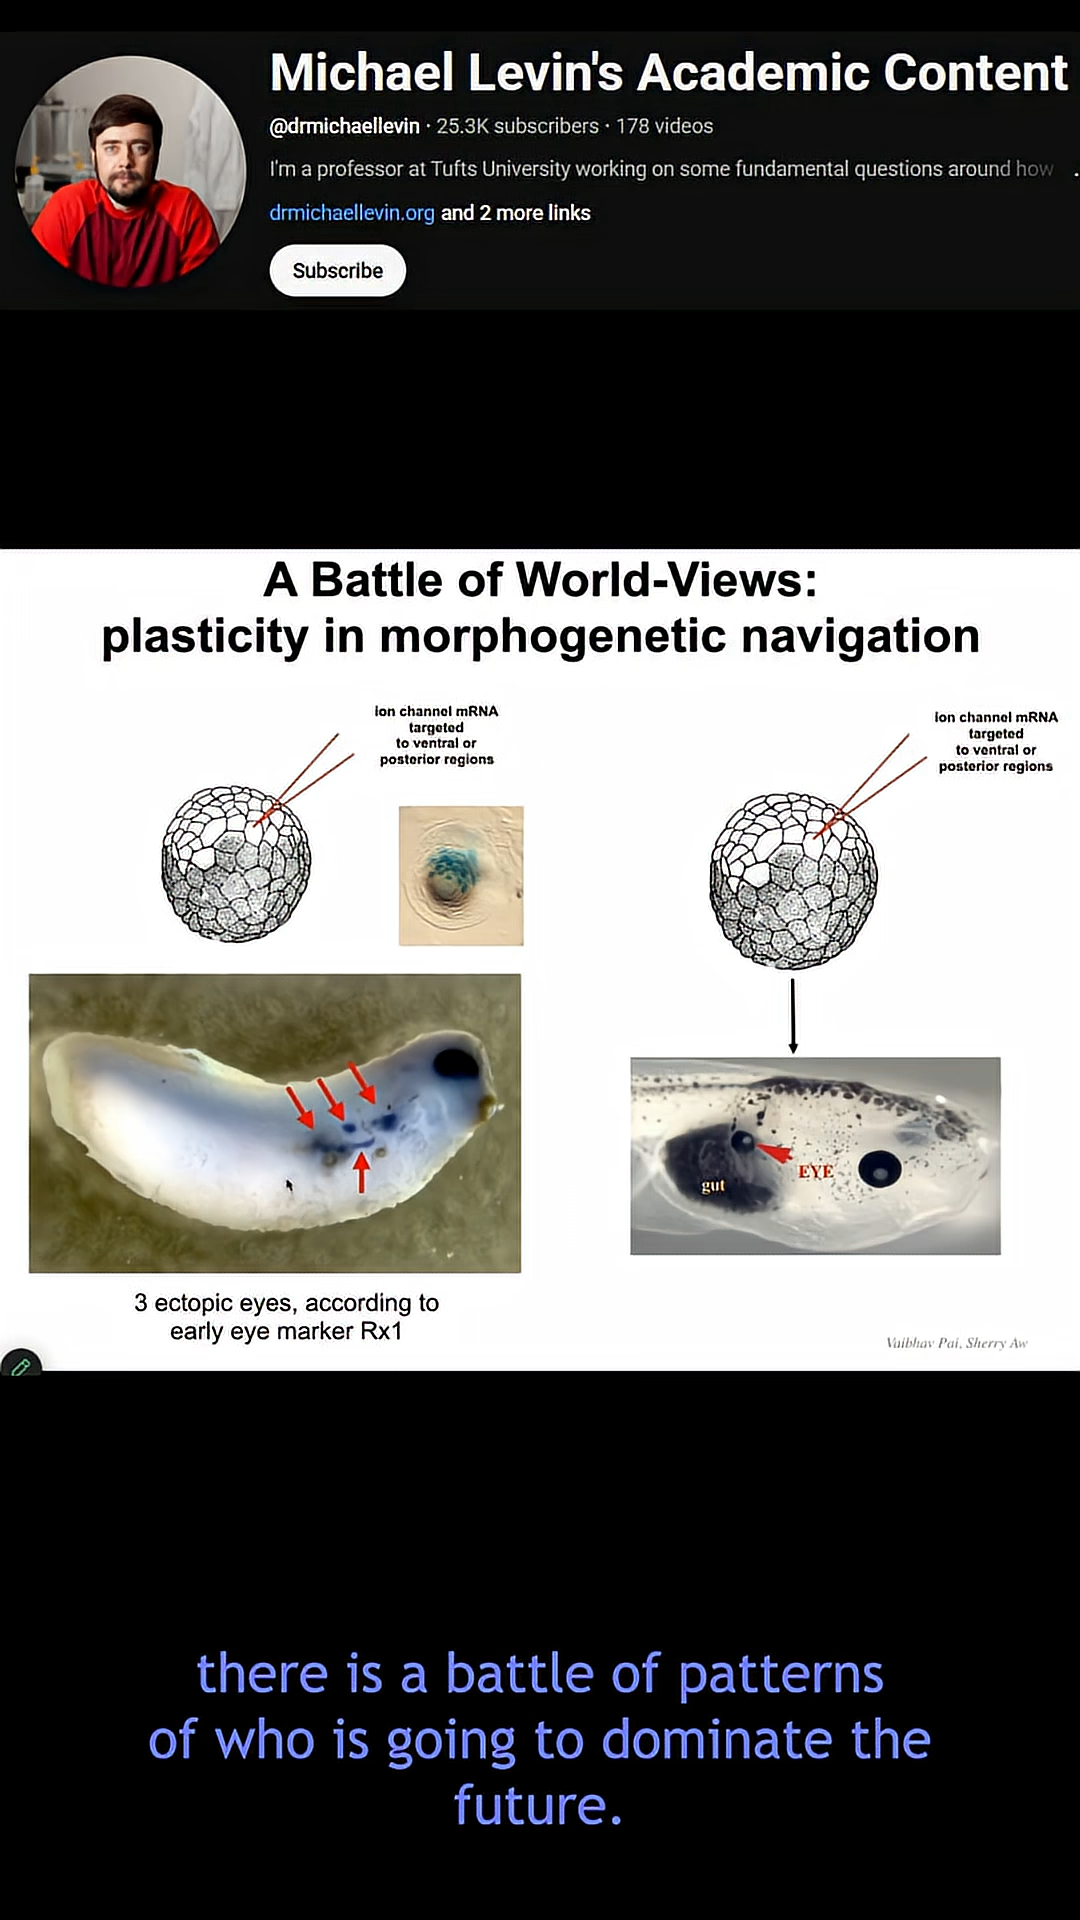 Michael Levin's Academic Content
@drmichaellevin · 25.3K subscribers · 178 videos
I'm a professor at Tufts University working on some fundamental questions around how .
drmichaellevin.org and 2 more links
Subscribe
A Battle of World-Views:
plasticity in morphogenetic navigation
ion channel mRNA
targeted
to ventral or
posterior regions
ion channel mRNA
targeted
to ventral or
posterior regions
EYE
gut
3 ectopic eyes, according to
early eye marker Rx1
Vaibhav Pai, Sherry Aw
there is a battle of patterns
of who is going to dominate the
future.